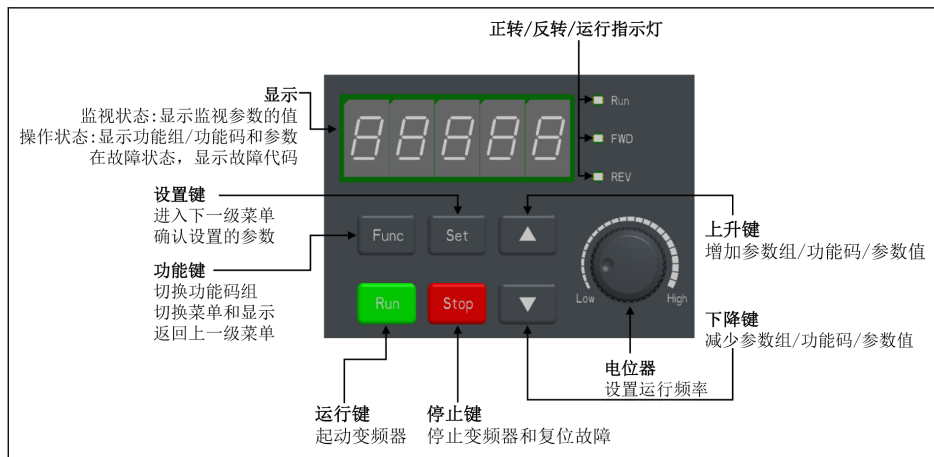 正转/反转/运行指示灯
显示
监视状态:显示监视参数的值
操作状态:显示功能组/功能码和参数
在故障状态，显示故障代码
88888
Run
FWD
REV
设置键
进入下一级菜单
确认设置的参数
功能键
切换功能码组
切换菜单和显示
返回上一级菜单
Func
Set
▲
Run
Stop
▼
Low
High
上升键
增加参数组/功能码/参数值
下降键
减少参数组/功能码/参数值
电位器
设置运行频率
运行键
起动变频器
停止键
停止变频器和复位故障